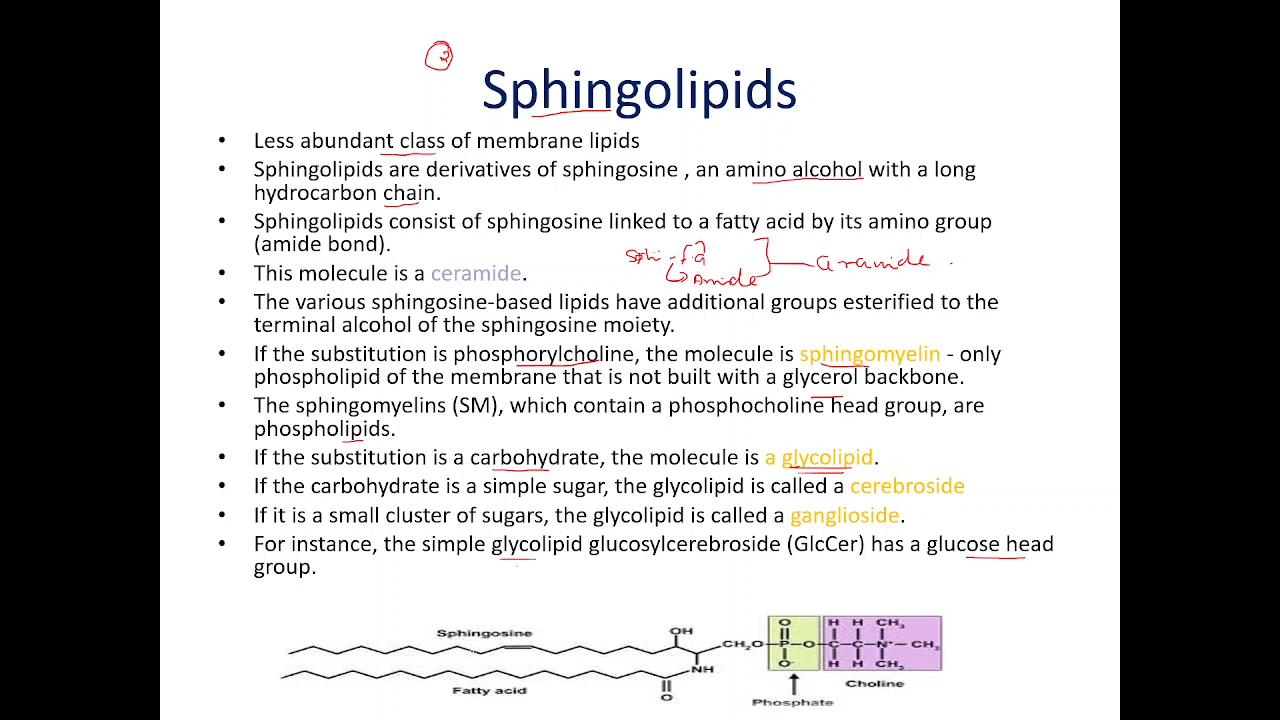 2
Sphingolipids
• Less abundant class of membrane lipids
• Sphingolipids are derivatives of sphingosine , an amino alcohol with a long
hydrocarbon chain.
• Sphingolipids consist of sphingosine linked to a fatty acid by its amino group
(amide bond).
sphi - f.a
Amide
• This molecule is a ceramide.
• The various sphingosine-based lipids have additional groups esterified to the
terminal alcohol of the sphingosine moiety.
• If the substitution is phosphorylcholine, the molecule is sphingomyelin - only
phospholipid of the membrane that is not built with a glycerol backbone.
• The sphingomyelins (SM), which contain a phosphocholine head group, are
phospholipids.
• If the substitution is a carbohydrate, the molecule is a glycolipid.
• If the carbohydrate is a simple sugar, the glycolipid is called a cerebroside
• If it is a small cluster of sugars, the glycolipid is called a ganglioside.
• For instance, the simple glycolipid glucosylcerebroside (GlcCer) has a glucose head
group.
Sphingosine
OH
O H H CH₃
CH₂O P O C C N⁺ CH₃
O⁻ H H CH₃
NH
Fatty acid
O
Choline
Phosphate